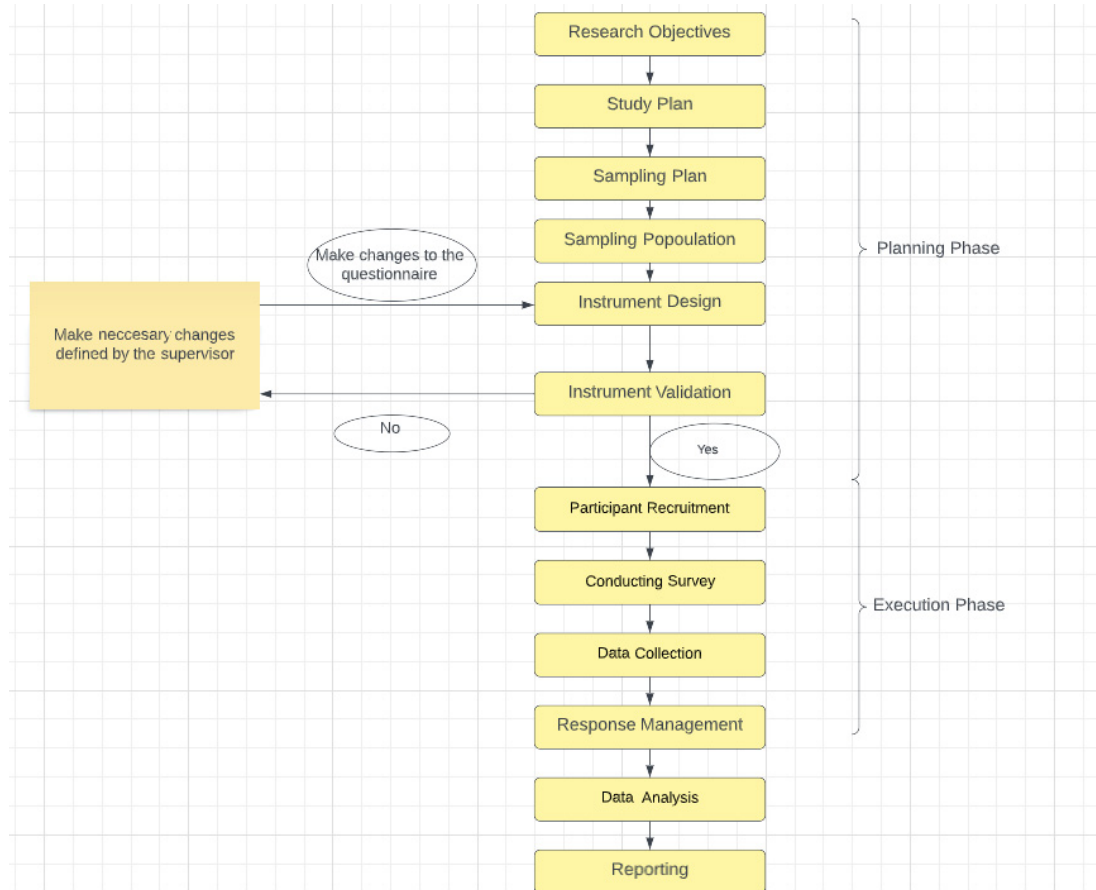 Research Objectives
Study Plan
Sampling Plan
Sampling Popoulation
Planning Phase
Make changes to the
questionnaire
Instrument Design
Make neccesary changes
defined by the supervisor
Instrument Validation
No
Yes
Participant Recruitment
Conducting Survey
Execution Phase
Data Collection
Response Management
Data Analysis
Reporting